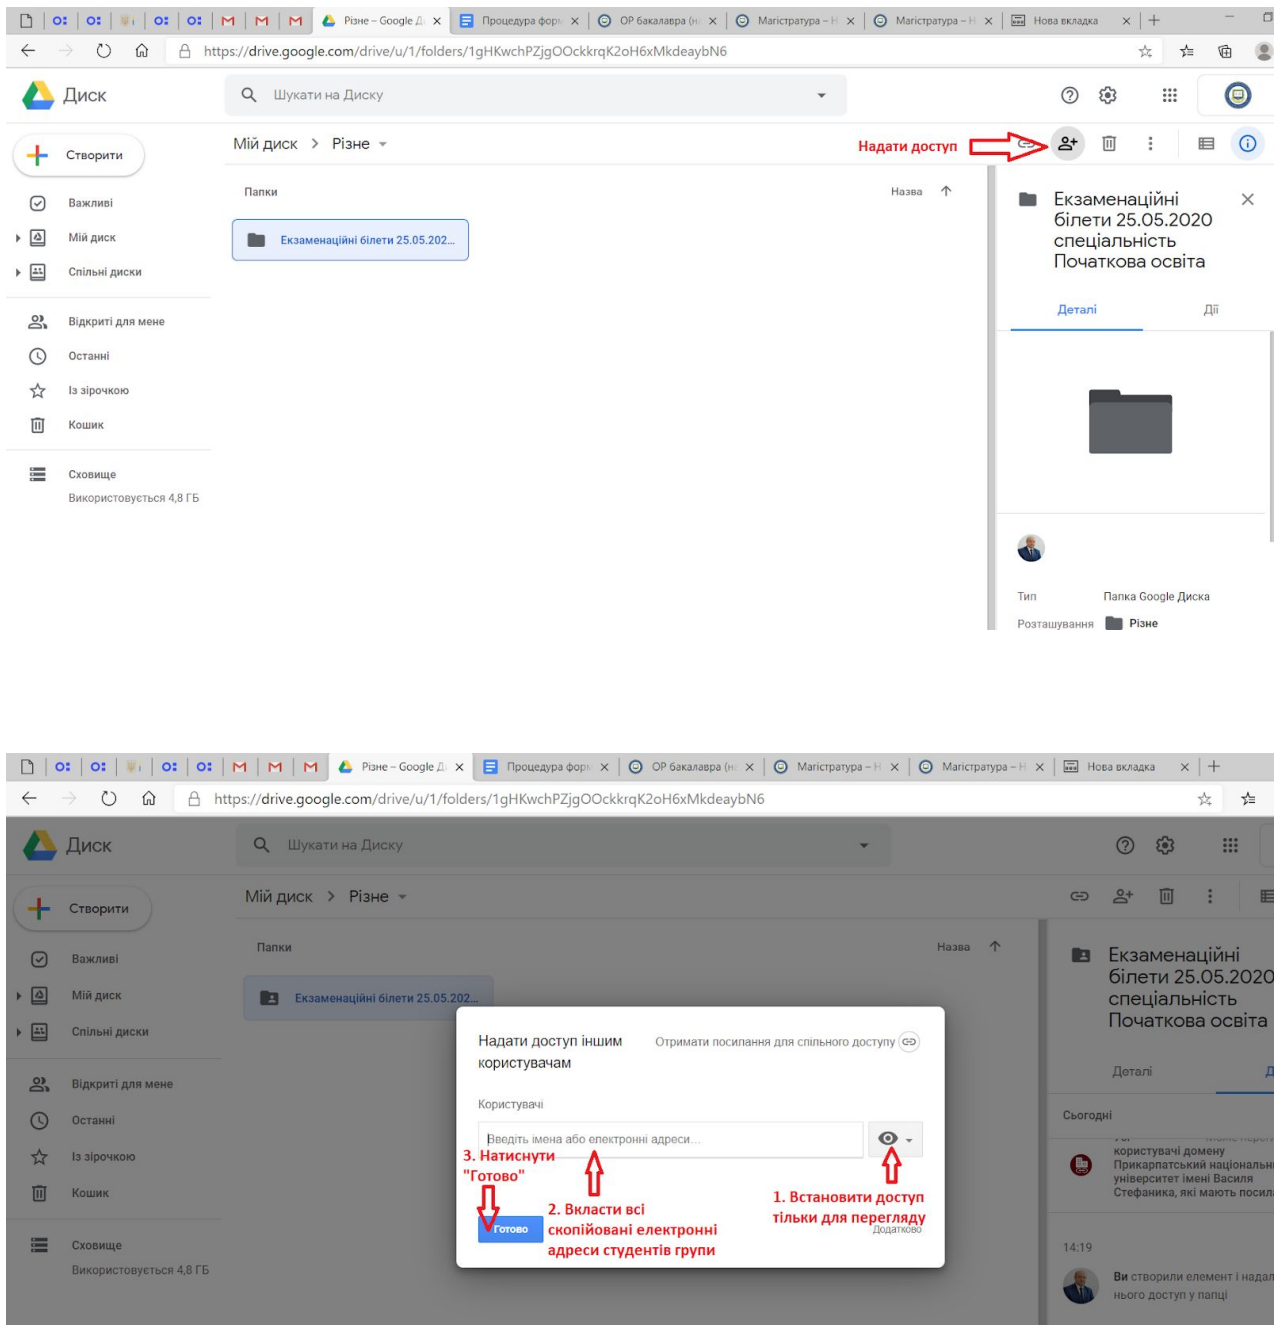 Різне – Google Д
Процедура форм
ОР бакалавра (н
Магістратура – Н
Магістратура – Н
Нова вкладка
https://drive.google.com/drive/u/1/folders/1gHKwchPZjgOOckkrqK2oH6xMkdeaybN6
Диск
Шукати на Диску
Створити
Мій диск > Різне
Надати доступ
Папки
Назва
Важливі
Мій диск
Спільні диски
Екзаменаційні білети 25.05.202...
Екзаменаційні
білети 25.05.2020
спеціальність
Початкова освіта
Відкриті для мене
Деталі
Дії
Останні
Із зірочкою
Кошик
Сховище
Використовується 4,8 ГБ
Тип
Папка Google Диска
Розташування
Різне
Різне – Google Д
Процедура форм
ОР бакалавра (н
Магістратура – Н
Магістратура – Н
Нова вкладка
https://drive.google.com/drive/u/1/folders/1gHKwchPZjgOOckkrqK2oH6xMkdeaybN6
Диск
Шукати на Диску
Створити
Мій диск > Різне
Папки
Назва
Важливі
Мій диск
Спільні диски
Екзаменаційні білети 25.05.202...
Екзаменаційні
білети 25.05.2020
спеціальність
Початкова освіта
Надати доступ іншим
користувачам
Отримати посилання для спільного доступу
Користувачі
Введіть імена або електронні адреси...
3. Натиснути
"Готово"
2. Вкласти всі
скопійовані електронні
адреси студентів групи
1. Встановити доступ
тільки для перегляду
Готово
Додатково
Відкриті для мене
Останні
Із зірочкою
Кошик
Сховище
Використовується 4,8 ГБ
Деталі
Д
Сьогодні
користувачі домену
Прикарпатський національн
університет імені Василя
Стефаника, які мають посил
14:19
Ви створили елемент і надал
нього доступ у папці